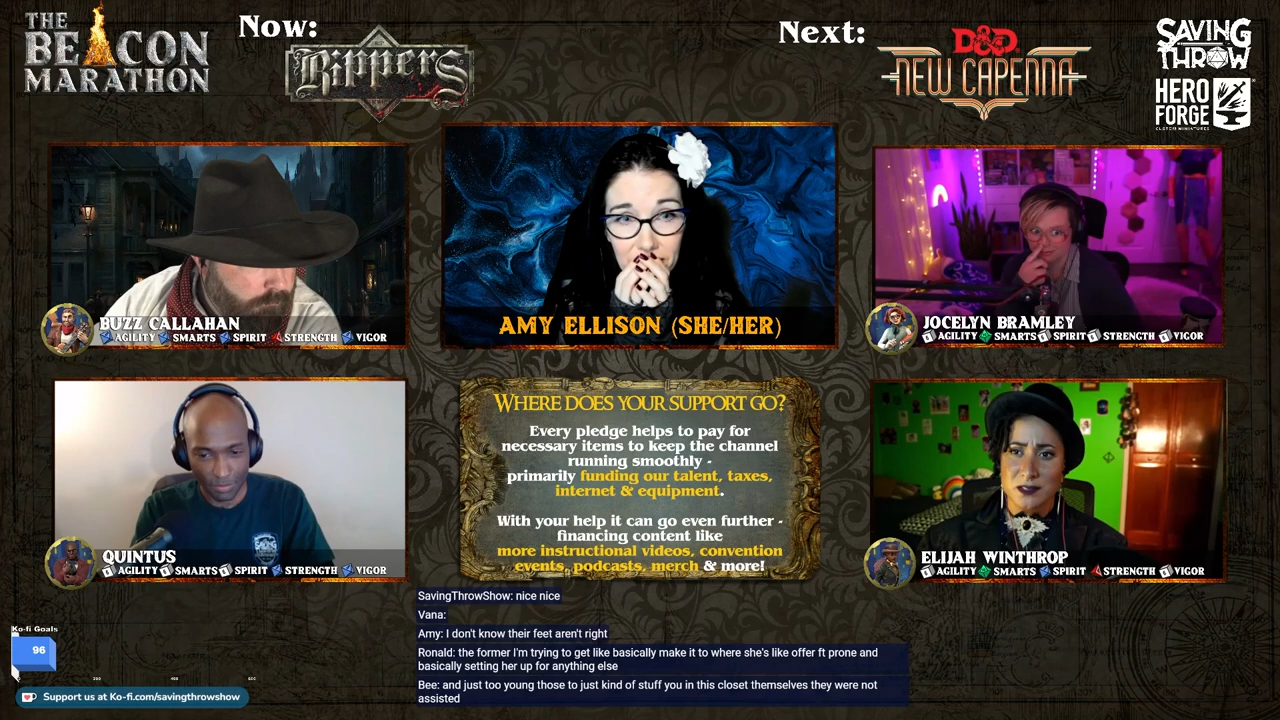 THE
BEACON
MARATHON
Now:
Rippers
Next:
D&D
NEW CAPENNA
SAVING
THROW
HERO
FORGE
CUSTOM MINIATURES
BUZZ CALLAHAN
AGILITY SMARTS SPIRIT STRENGTH VIGOR
AMY ELLISON (SHE/HER)
JOCELYN BRAMLEY
AGILITY SMARTS SPIRIT STRENGTH VIGOR
QUINTUS
AGILITY SMARTS SPIRIT STRENGTH VIGOR
WHERE DOES YOUR SUPPORT GO?
Every pledge helps to pay for
necessary items to keep the channel
running smoothly -
primarily funding our talent, taxes,
internet & equipment.
With your help it can go even further -
financing content like
more instructional videos, convention
events, podcasts, merch & more!
ELIJAH WINTHROP
AGILITY SMARTS SPIRIT STRENGTH VIGOR
SavingThrowShow: nice nice
Vana:
Amy: I don't know their feet aren't right
Ronald: the former I'm trying to get like basically make it to where she's like offer ft prone and
basically setting her up for anything else
Bee: and just too young those to just kind of stuff you in this closet themselves they were not
assisted
Ko-fi Goals
96
Support us at Ko-fi.com/savingthrowshow